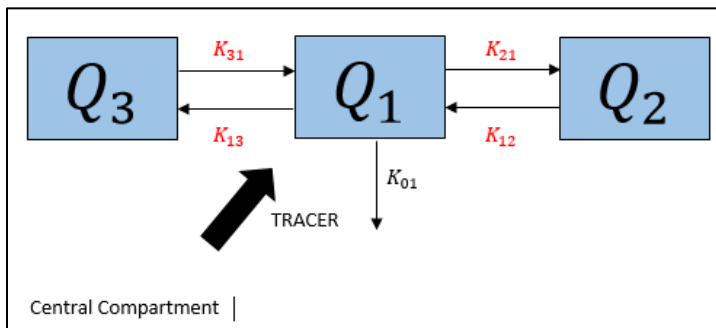 K₃₁ K₂₁
Q₃ Q₁ Q₂
K₁₃ K₁₂
K₀₁
TRACER
Central Compartment